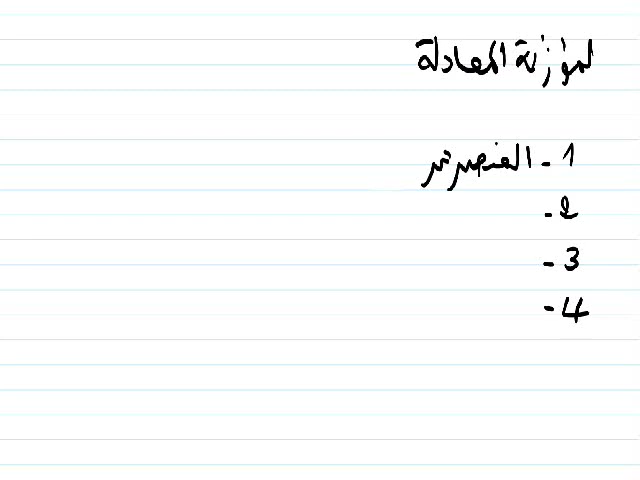 لموازنة المعادلة
1 - العنصر
2 -
3 -
4 -